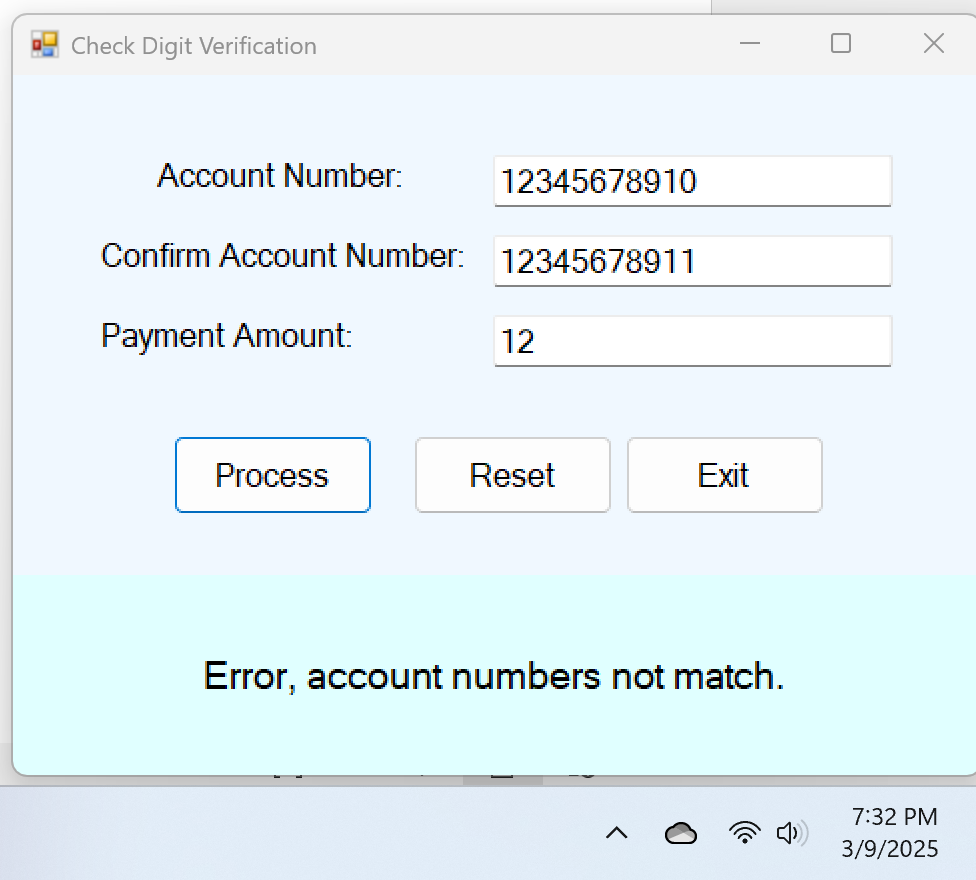 Check Digit Verification
Account Number: 12345678910
Confirm Account Number: 12345678911
Payment Amount: 12
Process Reset Exit
Error, account numbers not match.
7:32 PM
3/9/2025